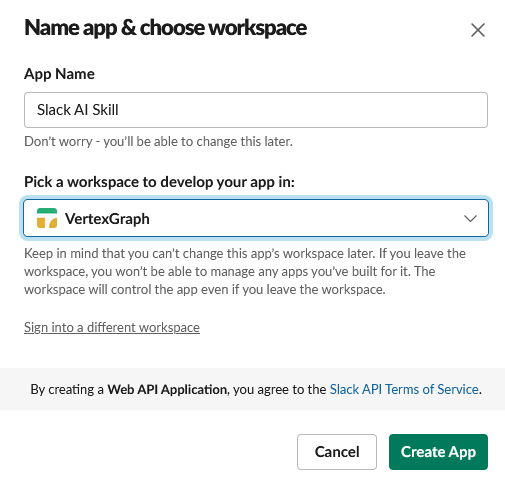 Name app & choose workspace
App Name
Slack AI Skill
Don't worry - you'll be able to change this later.
Pick a workspace to develop your app in:
VertexGraph
Keep in mind that you can't change this app's workspace later. If you leave the
workspace, you won't be able to manage any apps you've built for it. The
workspace will control the app even if you leave the workspace.
Sign into a different workspace
By creating a Web API Application, you agree to the Slack API Terms of Service.
Cancel
Create App